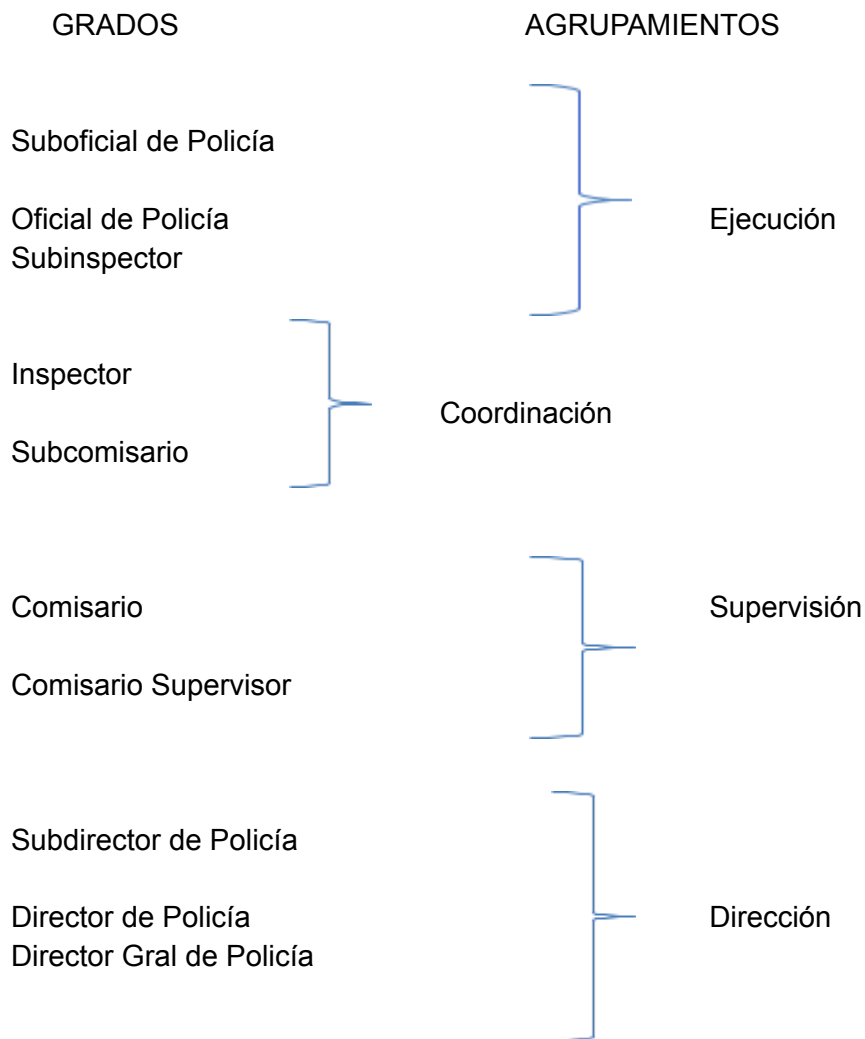 GRADOS AGRUPAMIENTOS
Suboficial de Policía
Oficial de Policía Ejecución
Subinspector
Inspector
Coordinación
Subcomisario
Comisario Supervisión
Comisario Supervisor
Subdirector de Policía
Director de Policía Dirección
Director Gral de Policía